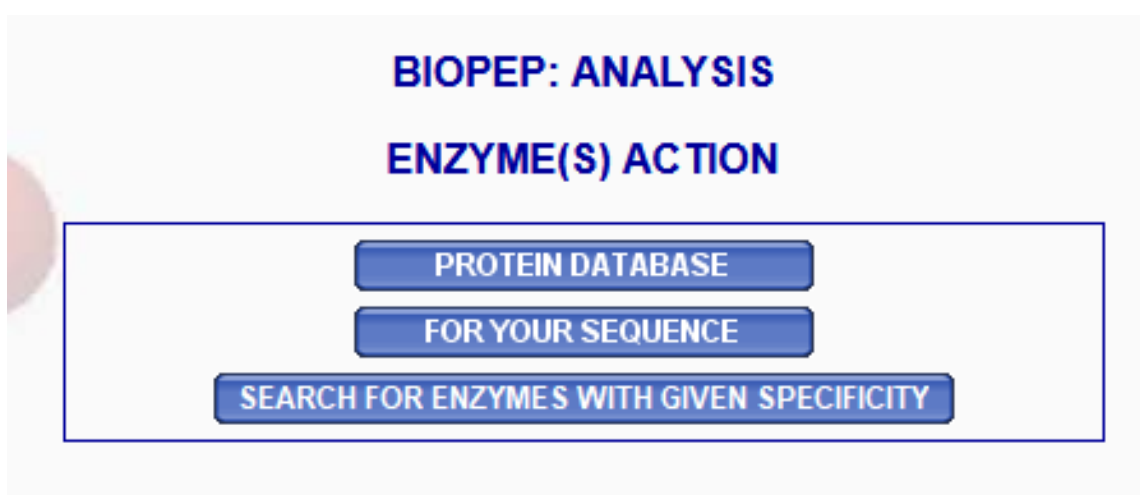 BIOPEP: ANALYSIS
ENZYME(S) ACTION
PROTEIN DATABASE
FOR YOUR SEQUENCE
SEARCH FOR ENZYMES WITH GIVEN SPECIFICITY